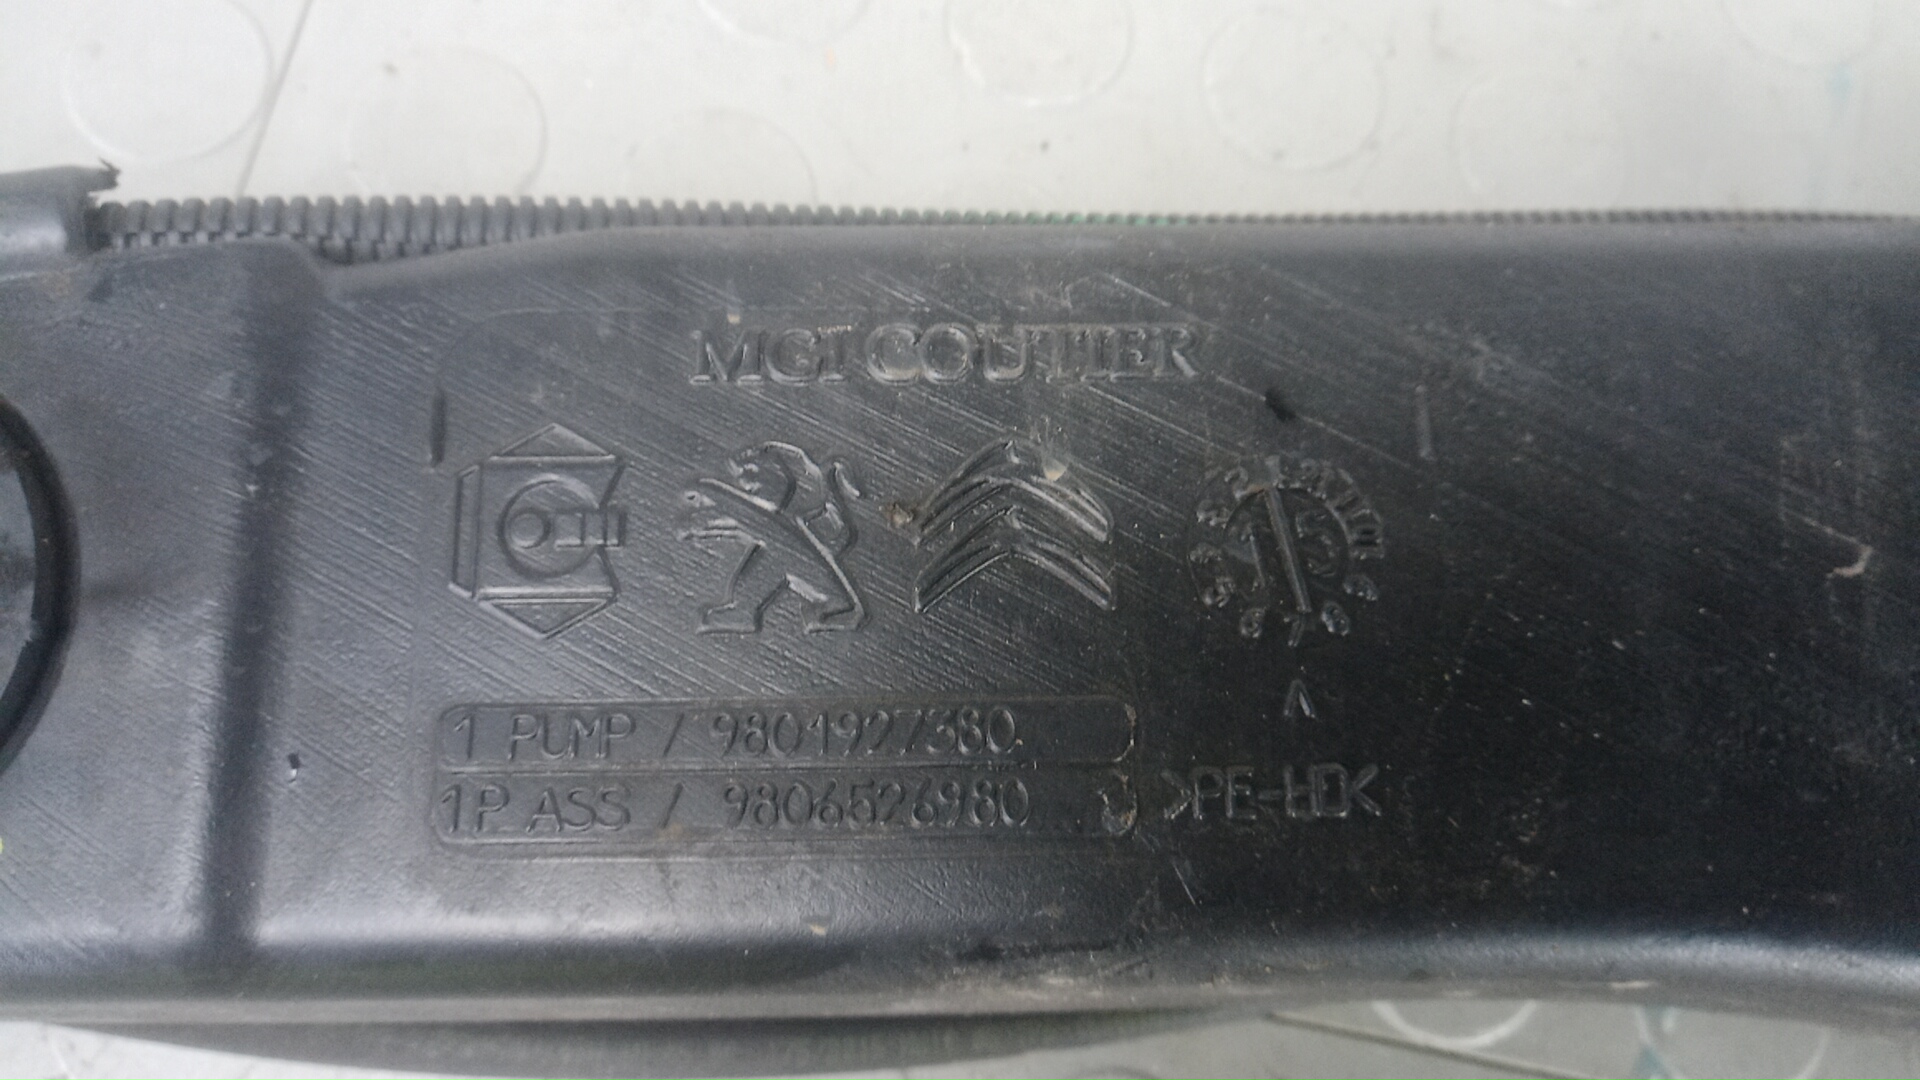 MGI COUTIER
1 PUMP / 9801927380
1P ASS / 9806526980
>PE-HD<